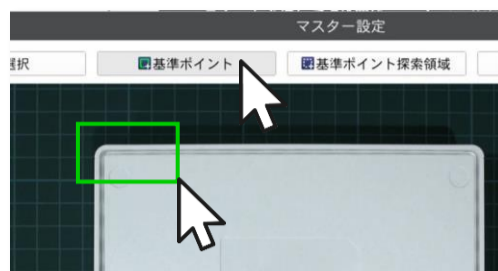 マスター設定
選択
基準ポイント
基準ポイント探索領域